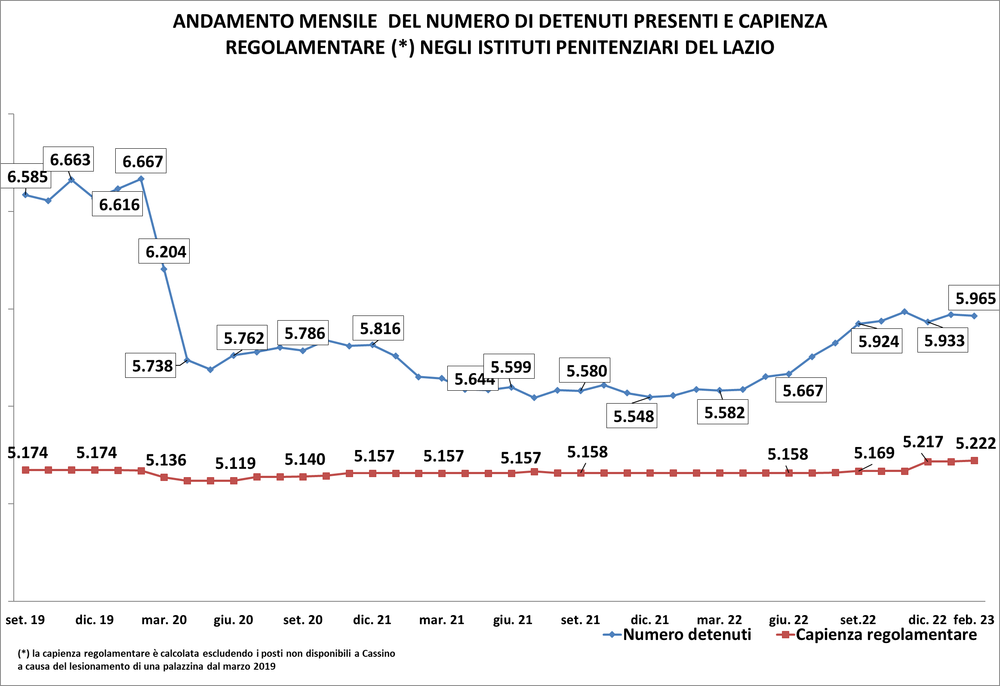 ANDAMENTO MENSILE  DEL NUMERO DI DETENUTI PRESENTI E CAPIENZA
REGOLAMENTARE (*) NEGLI ISTITUTI PENITENZIARI DEL LAZIO
6.585
6.663
6.616
6.667
6.204
5.738
5.762
5.786
5.816
5.644
5.599
5.580
5.548
5.582
5.667
5.924
5.933
5.965
5.174
5.174
5.136
5.119
5.140
5.157
5.157
5.157
5.158
5.158
5.169
5.217
5.222
set. 19
dic. 19
mar. 20
giu. 20
set. 20
dic. 21
mar. 21
giu. 21
set. 21
dic. 21
mar. 22
giu. 22
set.22
dic. 22
feb. 23
Numero detenuti
Capienza regolamentare
(*) la capienza regolamentare è calcolata escludendo i posti non disponibili a Cassino
a causa del lesionamento di una palazzina dal marzo 2019